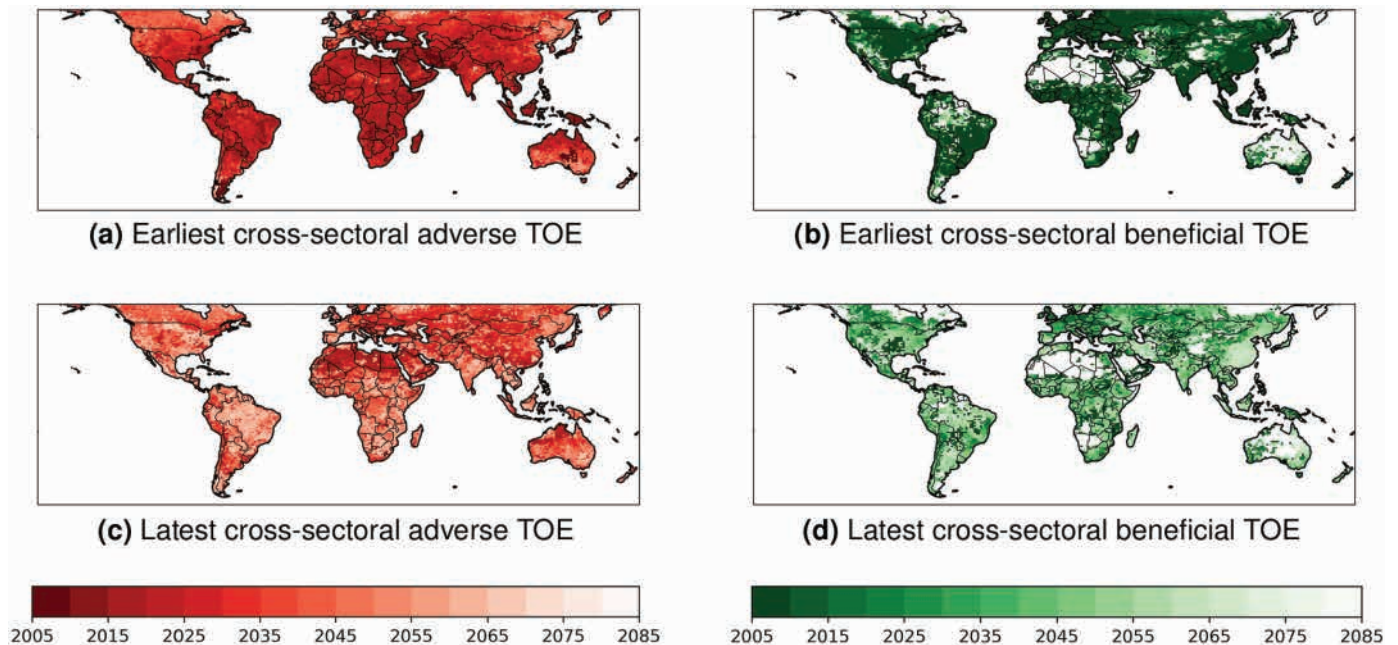 (a) Earliest cross-sectoral adverse TOE
(b) Earliest cross-sectoral beneficial TOE
(c) Latest cross-sectoral adverse TOE
(d) Latest cross-sectoral beneficial TOE
2005 2015 2025 2035 2045 2055 2065 2075 2085
2005 2015 2025 2035 2045 2055 2065 2075 2085